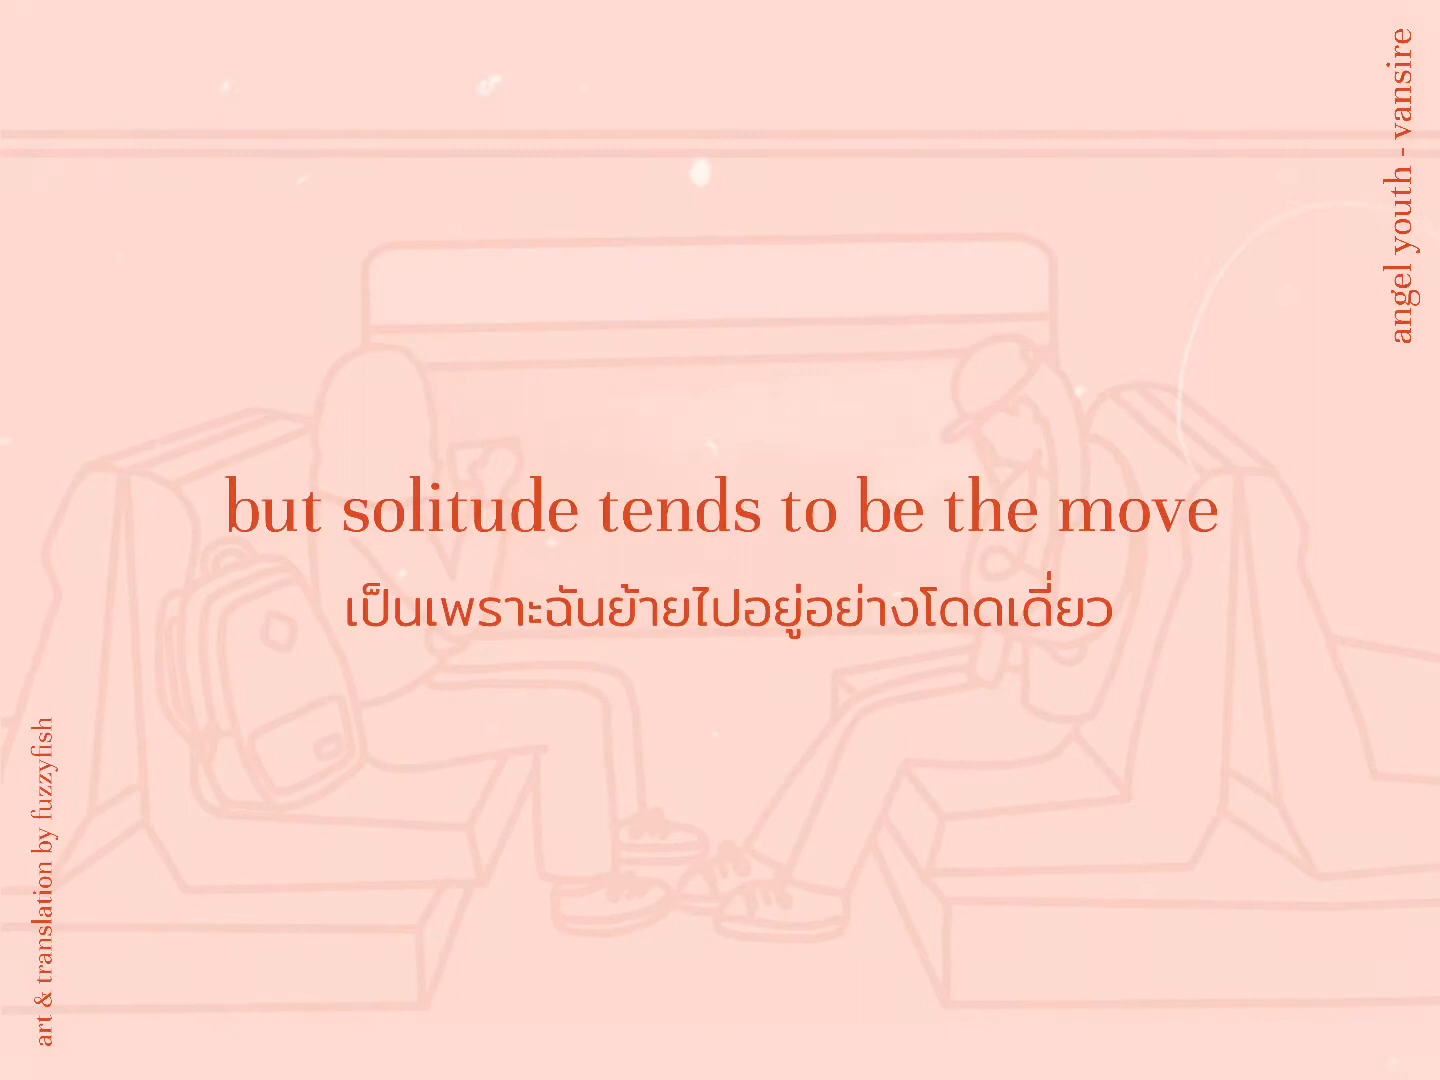 angel youth - vansire
but solitude tends to be the move
เป็นเพราะฉันย้ายไปอยู่อย่างโดดเดี่ยว
art & translation by fuzzyfish